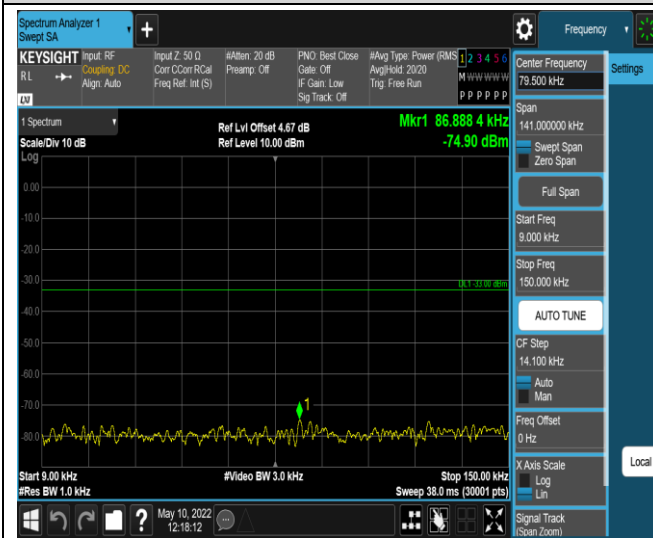 Spectrum Analyzer 1
Swept SA
+
Frequency
KEYSIGHT
RL
LXI
Input: RF
Coupling: DC
Align: Auto
Input Z: 50 Ω
Corr CCorr RCal
Freq Ref: Int (S)
#Atten: 20 dB
Preamp: Off
PNO: Best Close
Gate: Off
IF Gain: Low
Sig Track: Off
#Avg Type: Power (RMS
Avg|Hold: 20/20
Trig: Free Run
1 2 3 4 5 6
M W W W W W
P P P P P P
1 Spectrum
Scale/Div 10 dB
Ref Lvl Offset 4.67 dB
Ref Level 10.00 dBm
Mkr1 86.888 4 kHz
-74.90 dBm
Log
0.00
-10.0
-20.0
-30.0
DL1 -33.00 dBm
-40.0
-50.0
-60.0
-70.0
1
-80.0
Start 9.00 kHz
#Res BW 1.0 kHz
#Video BW 3.0 kHz
Stop 150.00 kHz
Sweep 38.0 ms (30001 pts)
?
May 10, 2022
12:18:12
Center Frequency
79.500 kHz
Span
141.000000 kHz
Swept Span
Zero Span
Full Span
Start Freq
9.000 kHz
Stop Freq
150.000 kHz
AUTO TUNE
CF Step
14.100 kHz
Auto
Man
Freq Offset
0 Hz
X Axis Scale
Log
Lin
Signal Track
(Span Zoom)
Settings
Local